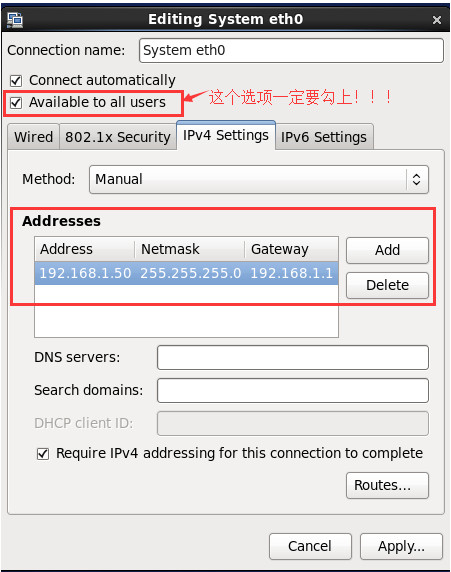 Editing System eth0
Connection name: System eth0
Connect automatically
Available to all users 这个选项一定要勾上！！！
Wired 802.1x Security IPv4 Settings IPv6 Settings
Method: Manual
Addresses
Address Netmask Gateway Add
192.168.1.50 255.255.255.0 192.168.1.1
Delete
DNS servers:
Search domains:
DHCP client ID:
Require IPv4 addressing for this connection to complete
Routes...
Cancel Apply...